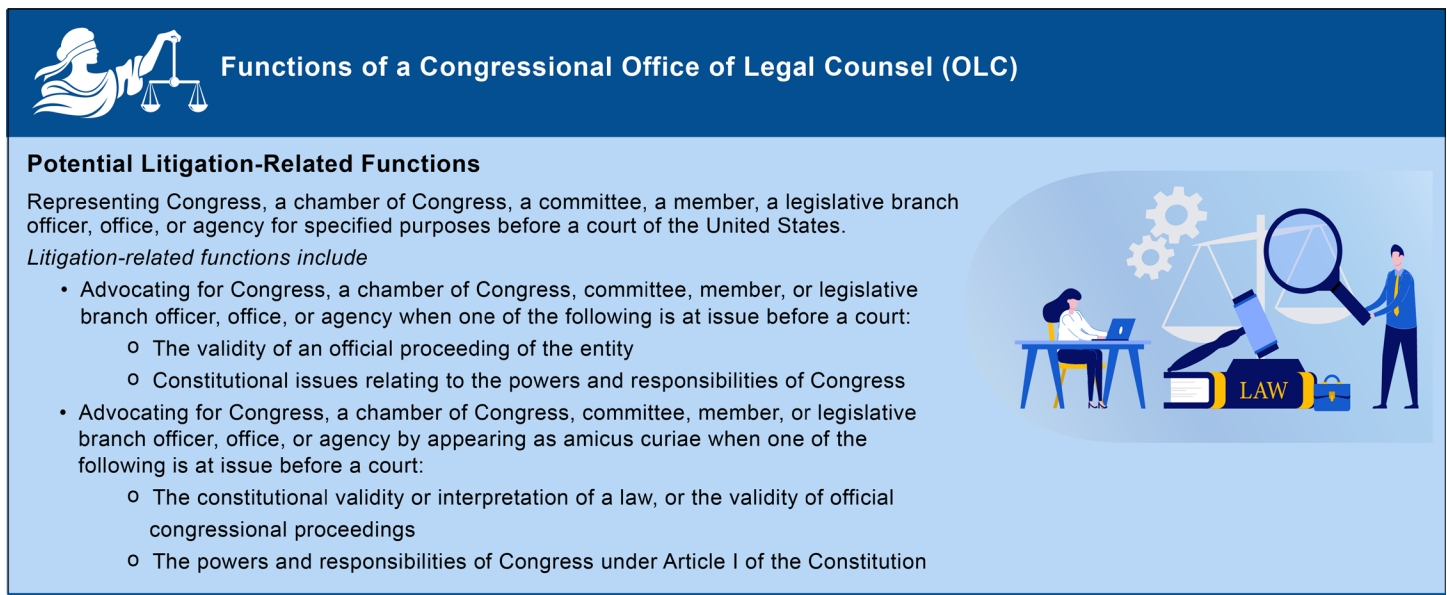 Functions of a Congressional Office of Legal Counsel (OLC)
Potential Litigation-Related Functions
Representing Congress, a chamber of Congress, a committee, a member, a legislative branch
officer, office, or agency for specified purposes before a court of the United States.
Litigation-related functions include
• Advocating for Congress, a chamber of Congress, committee, member, or legislative
branch officer, office, or agency when one of the following is at issue before a court:
o The validity of an official proceeding of the entity
o Constitutional issues relating to the powers and responsibilities of Congress
• Advocating for Congress, a chamber of Congress, committee, member, or legislative
branch officer, office, or agency by appearing as amicus curiae when one of the
following is at issue before a court:
o The constitutional validity or interpretation of a law, or the validity of official
congressional proceedings
o The powers and responsibilities of Congress under Article I of the Constitution
LAW